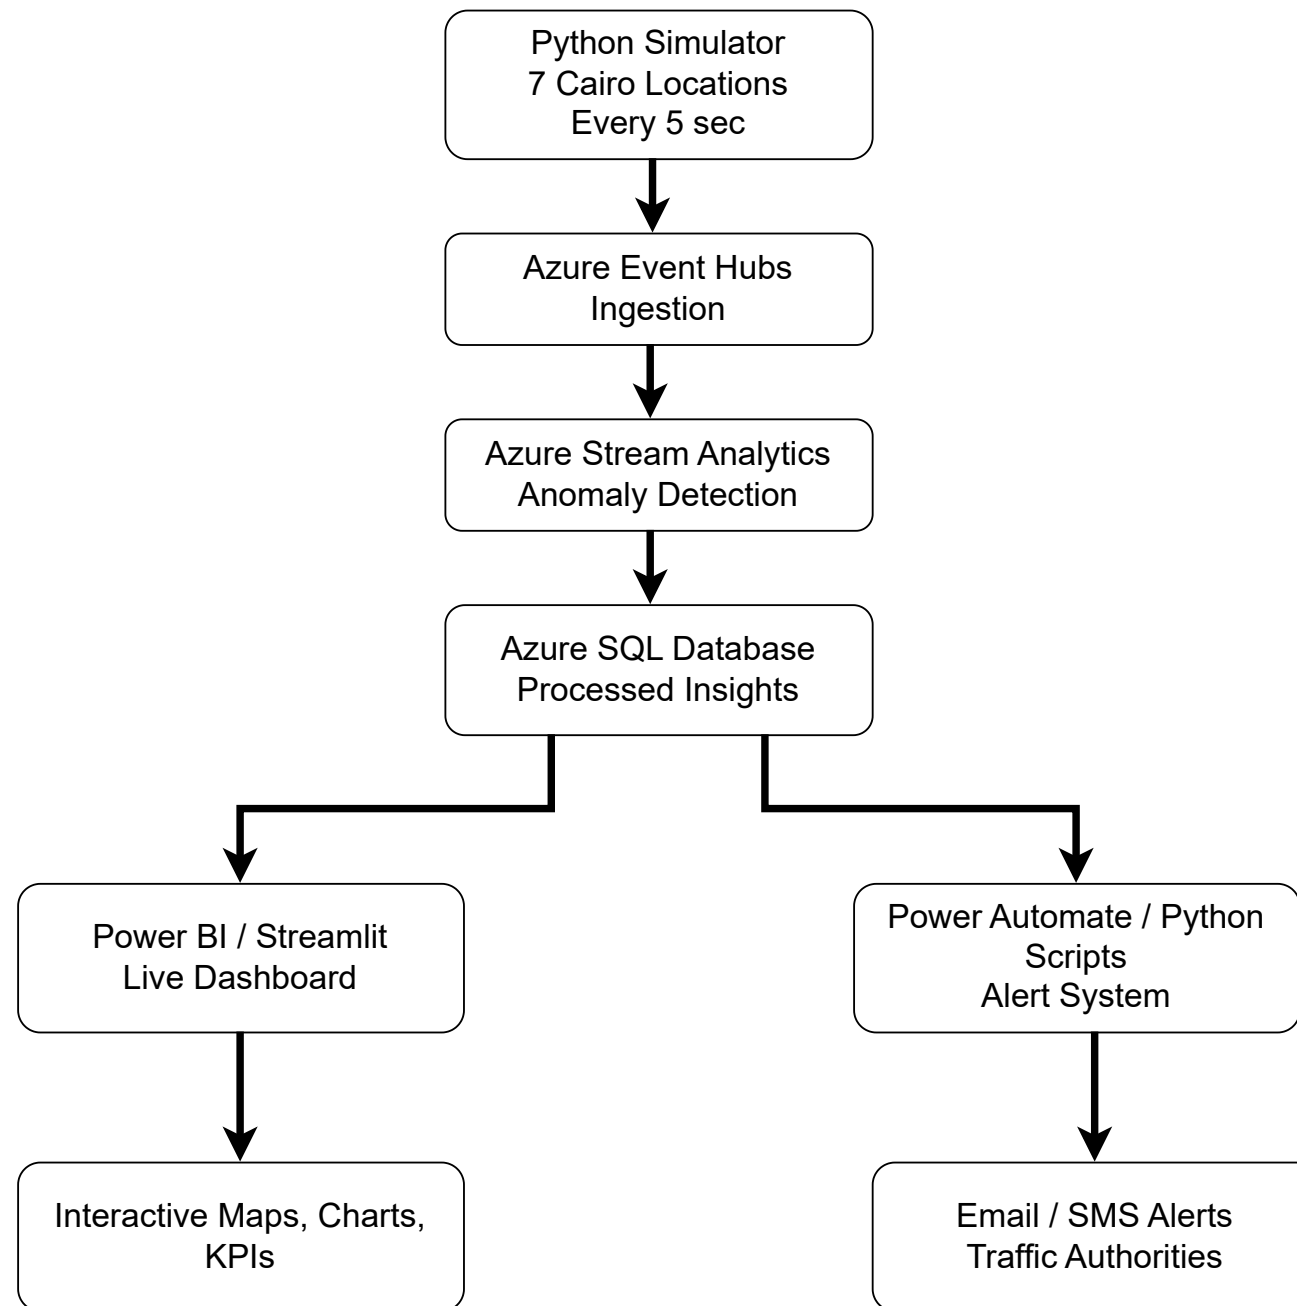 Python Simulator
7 Cairo Locations
Every 5 sec
Azure Event Hubs
Ingestion
Azure Stream Analytics
Anomaly Detection
Azure SQL Database
Processed Insights
Power BI / Streamlit
Live Dashboard
Power Automate / Python
Scripts
Alert System
Interactive Maps, Charts,
KPIs
Email / SMS Alerts
Traffic Authorities